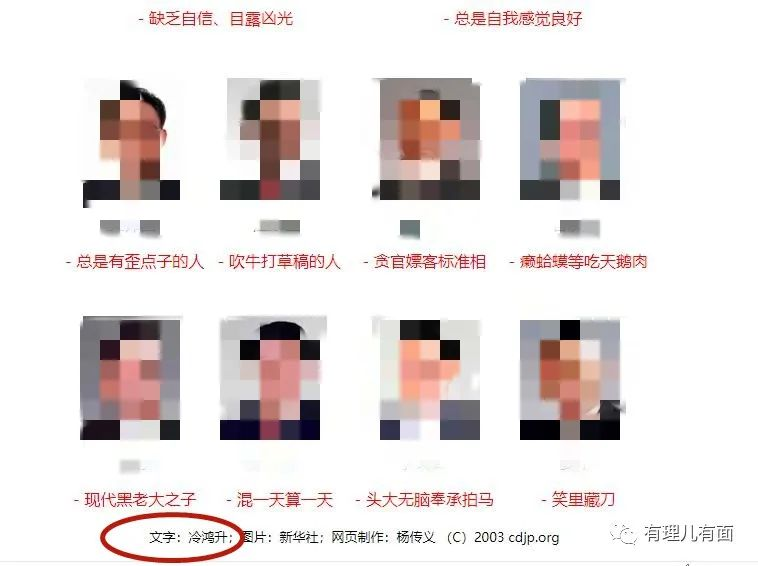 - 缺乏自信、目露凶光 - 总是自我感觉良好
- 总是有歪点子的人 - 吹牛打草稿的人 - 贪官嫖客标准相 - 癞蛤蟆等吃天鹅肉
- 现代黑老大之子 - 混一天算一天 - 头大无脑奉承拍马 - 笑里藏刀
文字：冷鸿升；图片：新华社；网页制作：杨传义 （C）2003 cdjp.org
有理儿有面